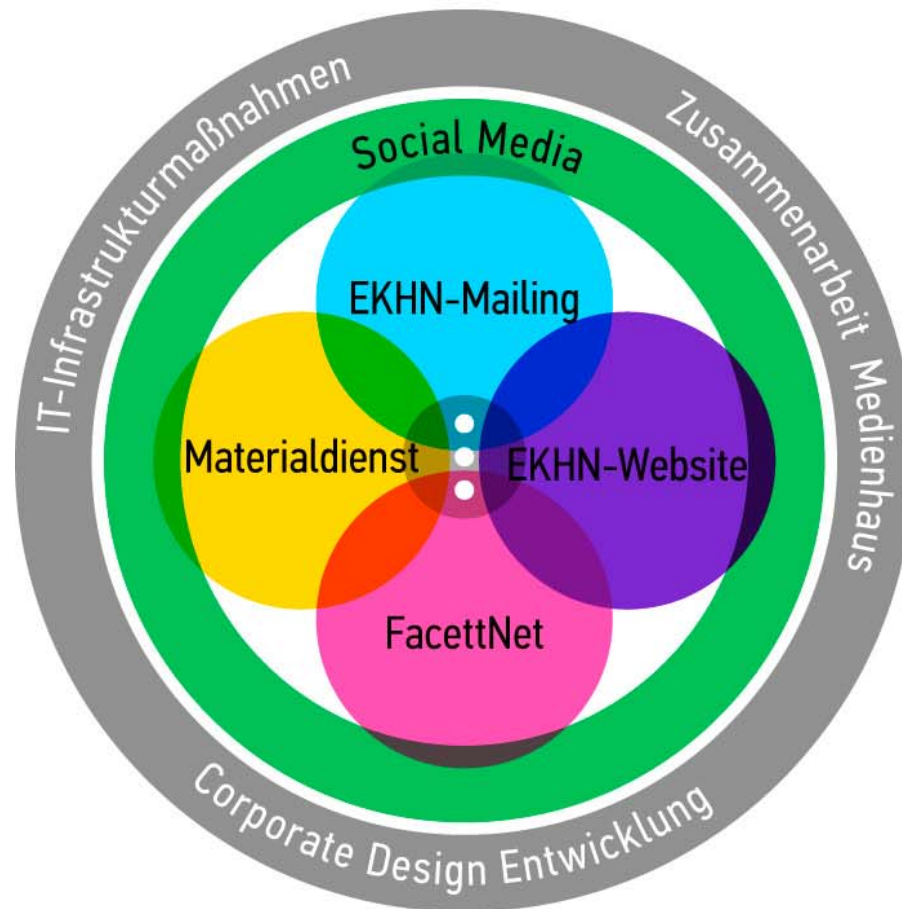 IT-Infrastrukturmaßnahmen
Zusammenarbeit Medienhaus
Social Media
EKHN-Mailing
Materialdienst
EKHN-Website
FacettNet
Corporate Design Entwicklung